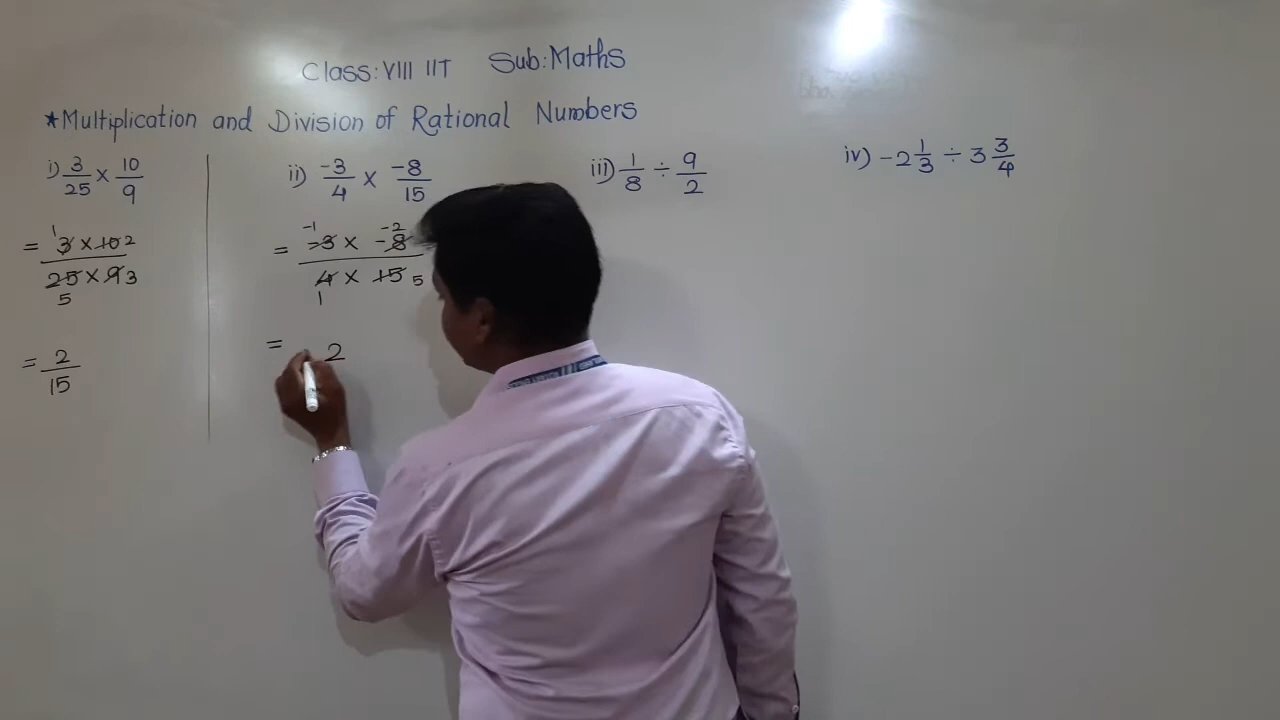 Class: VIII IIT Sub: Maths
★Multiplication and Division of Rational Numbers
i) 3/25 × 10/9
ii) -3/4 × -8/15
iii) 1/8 ÷ 9/2
iv) -2 1/3 ÷ 3 3/4
1
= 3 × 10 2
25 × 9 3
5
= 2/15
-1 -2
= -3 × -8
4 × 15 5
1
= 2